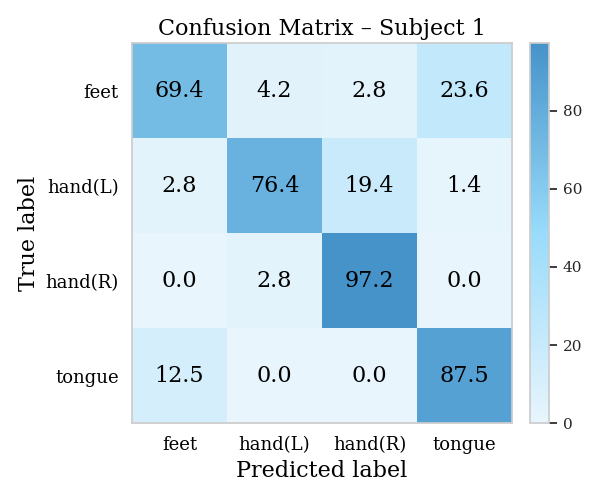 Confusion Matrix – Subject 1
feet 69.4 4.2 2.8 23.6
hand(L) 2.8 76.4 19.4 1.4
hand(R) 0.0 2.8 97.2 0.0
tongue 12.5 0.0 0.0 87.5
feet hand(L) hand(R) tongue
Predicted label
True label
80
60
40
20
0